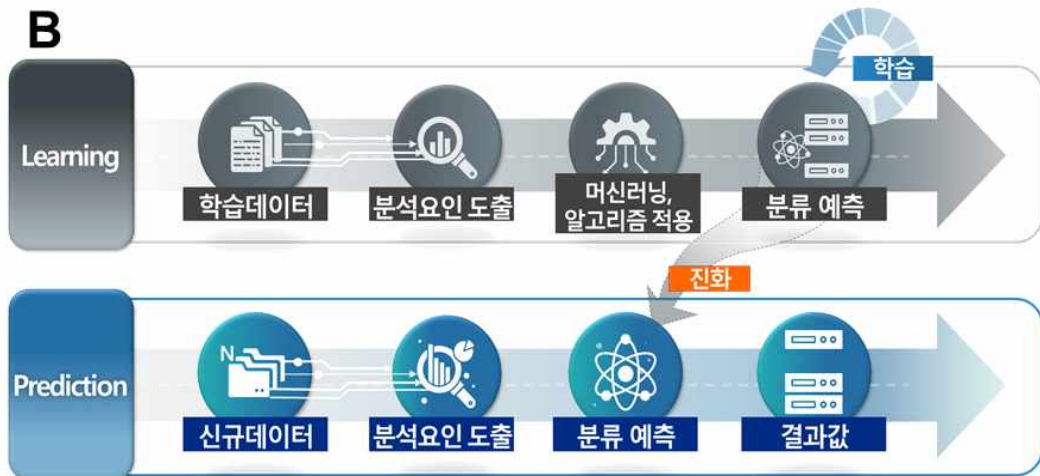 B
학습
Learning
학습데이터
분석요인 도출
머신러닝,
알고리즘 적용
분류 예측
진화
Prediction
N
신규데이터
분석요인 도출
분류 예측
결과값